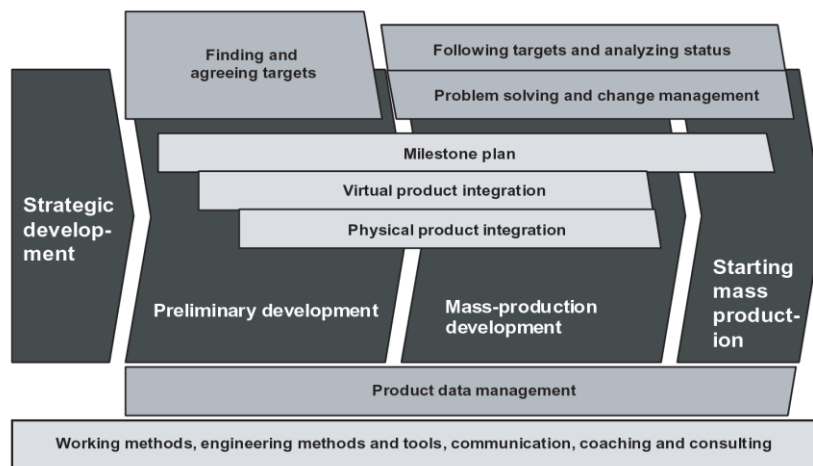 Finding and
agreeing targets
Following targets and analyzing status
Problem solving and change management
Milestone plan
Virtual product integration
Physical product integration
Strategic
develop-
ment
Preliminary development
Mass-production
development
Starting
mass
product-
ion
Product data management
Working methods, engineering methods and tools, communication, coaching and consulting